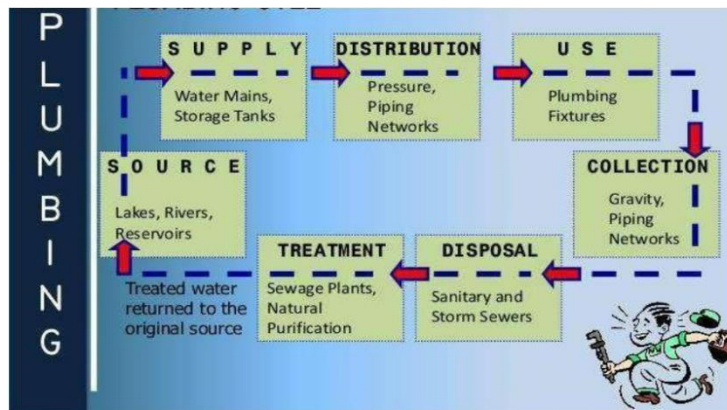 PLUMBING
SUPPLY
Water Mains,
Storage Tanks
DISTRIBUTION
Pressure,
Piping
Networks
USE
Plumbing
Fixtures
COLLECTION
Gravity,
Piping
Networks
DISPOSAL
Sanitary and
Storm Sewers
TREATMENT
Sewage Plants,
Natural
Purification
SOURCE
Lakes, Rivers,
Reservoirs
Treated water
returned to the
original source